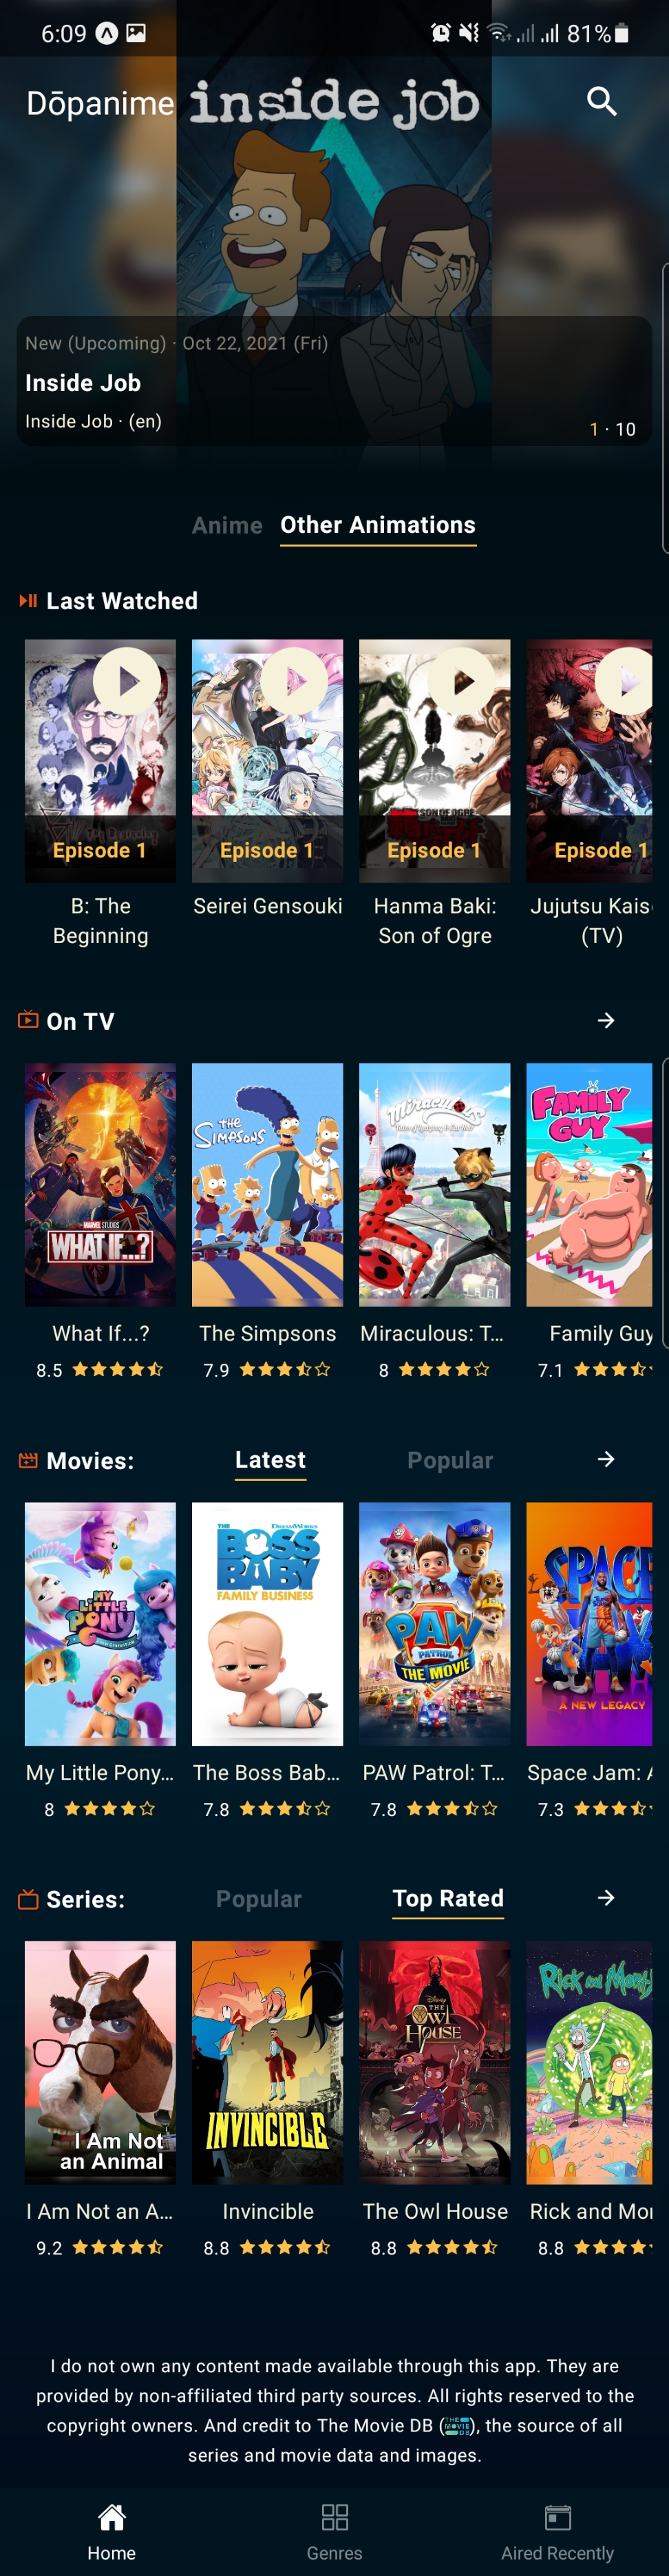 6:09
81%
Dōpanime
inside job
New (Upcoming) · Oct 22, 2021 (Fri)
Inside Job
Inside Job · (en)
1 · 10
Anime Other Animations
Last Watched
Episode 1 Episode 1 Episode 1 Episode 1
B: The Beginning
Seirei Gensouki
Hanma Baki: Son of Ogre
Jujutsu Kais
(TV)
On TV
MARVEL STUDIOS
WHAT IF...?
THE SIMPSONS
Miraculous
FAMILY GUY
What If...? The Simpsons Miraculous: T... Family Guy
8.5 7.9 8 7.1
Movies: Latest Popular
MY LITTLE PONY
THE DREAMWORKS
BOSS BABY
FAMILY BUSINESS
PAW PATROL
THE MOVIE
SPACE
A NEW LEGACY
My Little Pony... The Boss Bab... PAW Patrol: T... Space Jam: A
8 7.8 7.8 7.3
Series: Popular Top Rated
I Am Not
an Animal
INVINCIBLE
Disney
THE
Owl
HOUSE
Rick and Morty
I Am Not an A... Invincible The Owl House Rick and Mor
9.2 8.8 8.8 8.8
I do not own any content made available through this app. They are
provided by non-affiliated third party sources. All rights reserved to the
copyright owners. And credit to The Movie DB (THE MOVIE DB), the source of all
series and movie data and images.
Home Genres Aired Recently